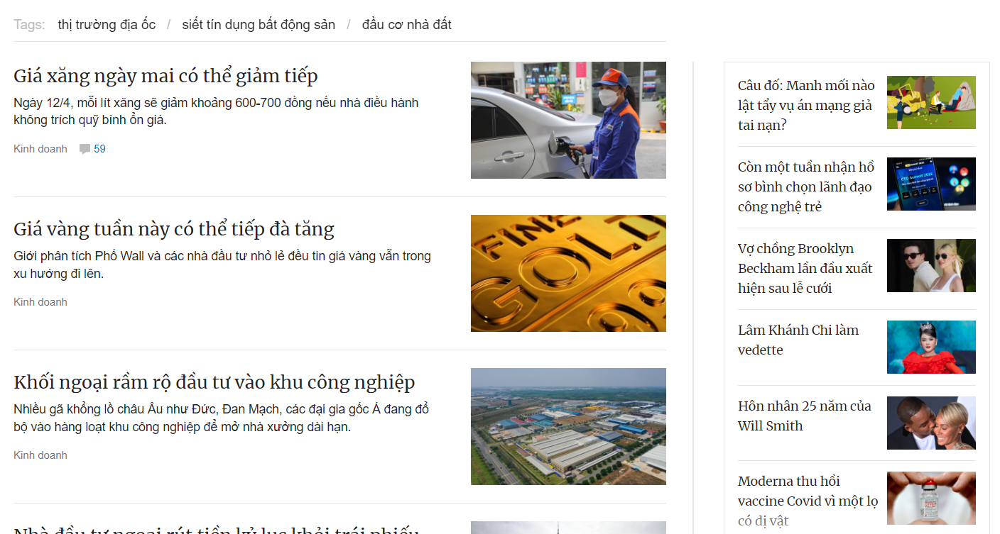 Tags: thị trường địa ốc / siết tín dụng bất động sản / đầu cơ nhà đất
Giá xăng ngày mai có thể giảm tiếp
Ngày 12/4, mỗi lít xăng sẽ giảm khoảng 600-700 đồng nếu nhà điều hành
không trích quỹ bình ổn giá.
Kinh doanh 59
Giá vàng tuần này có thể tiếp đà tăng
Giới phân tích Phố Wall và các nhà đầu tư nhỏ lẻ đều tin giá vàng vẫn trong
xu hướng đi lên.
Kinh doanh
FINE
GOLD
999
Khối ngoại rầm rộ đầu tư vào khu công nghiệp
Nhiều gã khổng lồ châu Âu như Đức, Đan Mạch, các đại gia gốc Á đang đổ
bộ vào hàng loạt khu công nghiệp để mở nhà xưởng dài hạn.
Kinh doanh
Nhà đầu tư ngoại rút tiền kỷ lục khỏi trái phiếu
Câu đố: Manh mối nào
lật tẩy vụ án mạng giả
tai nạn?
Còn một tuần nhận hồ
sơ bình chọn lãnh đạo
công nghệ trẻ
CTO Summit 2022
Vợ chồng Brooklyn
Beckham lần đầu xuất
hiện sau lễ cưới
Lâm Khánh Chi làm
vedette
Hôn nhân 25 năm của
Will Smith
Moderna thu hồi
vaccine Covid vì một lọ
có dị vật